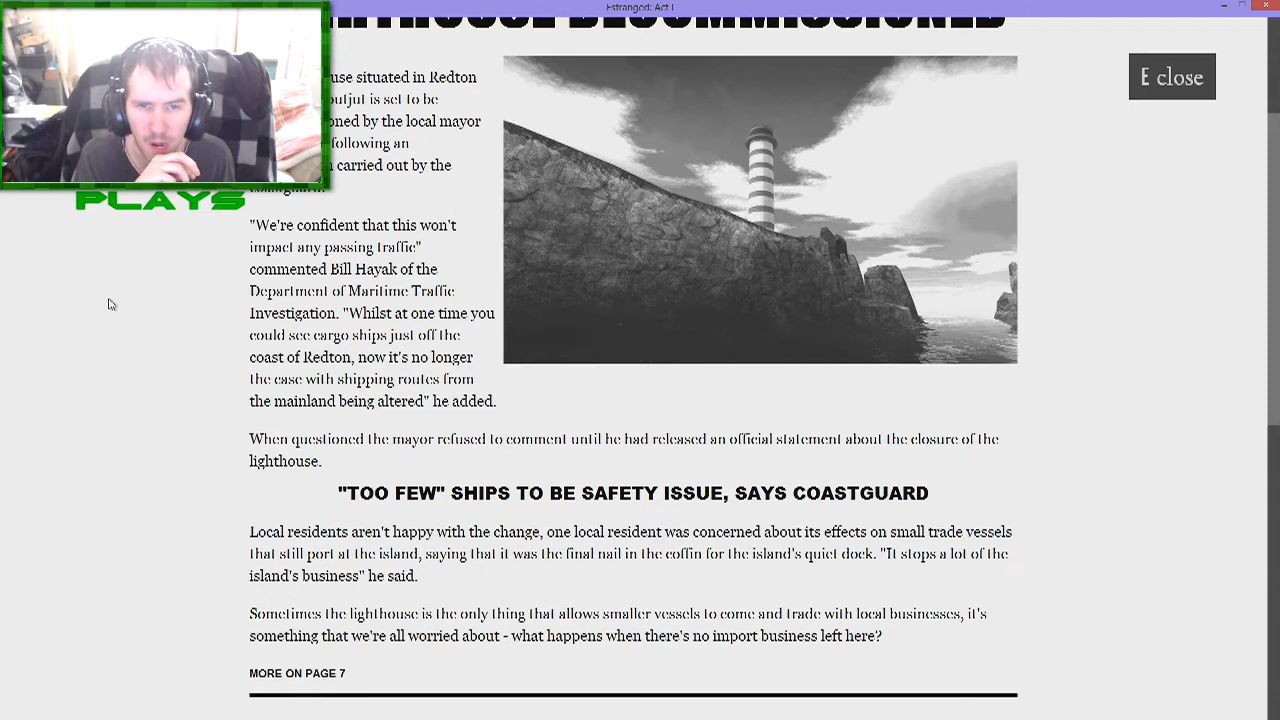 Estranged: Act I
LIGHTHOUSE DECOMMISSIONED
E close
use situated in Redton
outjut is set to be
oned by the local mayor
following an
n carried out by the
coastguard.
PLAYS
"We're confident that this won't
impact any passing traffic"
commented Bill Hayak of the
Department of Maritime Traffic
Investigation. "Whilst at one time you
could see cargo ships just off the
coast of Redton, now it's no longer
the case with shipping routes from
the mainland being altered" he added.
When questioned the mayor refused to comment until he had released an official statement about the closure of the
lighthouse.
"TOO FEW" SHIPS TO BE SAFETY ISSUE, SAYS COASTGUARD
Local residents aren't happy with the change, one local resident was concerned about its effects on small trade vessels
that still port at the island, saying that it was the final nail in the coffin for the island's quiet dock. "It stops a lot of the
island's business" he said.
Sometimes the lighthouse is the only thing that allows smaller vessels to come and trade with local businesses, it's
something that we're all worried about - what happens when there's no import business left here?
MORE ON PAGE 7